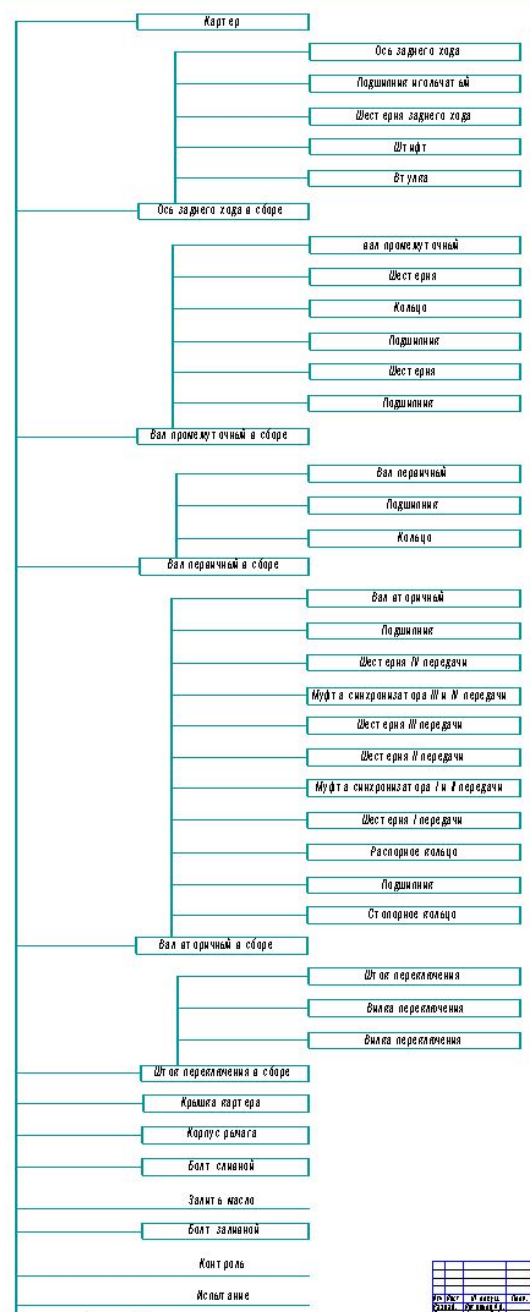 Картер
Ось заднего хода
Подшипник игольчатый
Шестерня заднего хода
Штифт
Втулка
Ось заднего хода в сборе
вал промежуточный
Шестерня
Кольцо
Подшипник
Шестерня
Подшипник
Вал промежуточный в сборе
Вал первичный
Подшипник
Кольцо
Вал первичный в сборе
Вал вторичный
Подшипник
Шестерня IV передачи
Муфта синхронизатора III и IV передачи
Шестерня III передачи
Шестерня II передачи
Муфта синхронизатора I и II передачи
Шестерня I передачи
Распорное кольцо
Подшипник
Стопорное кольцо
Вал вторичный в сборе
Шток переключения
Вилка переключения
Вилка переключения
Шток переключения в сборе
Крышка картера
Корпус рычага
Болт сливной
Залить масло
Болт заливной
Контроль
Испытание